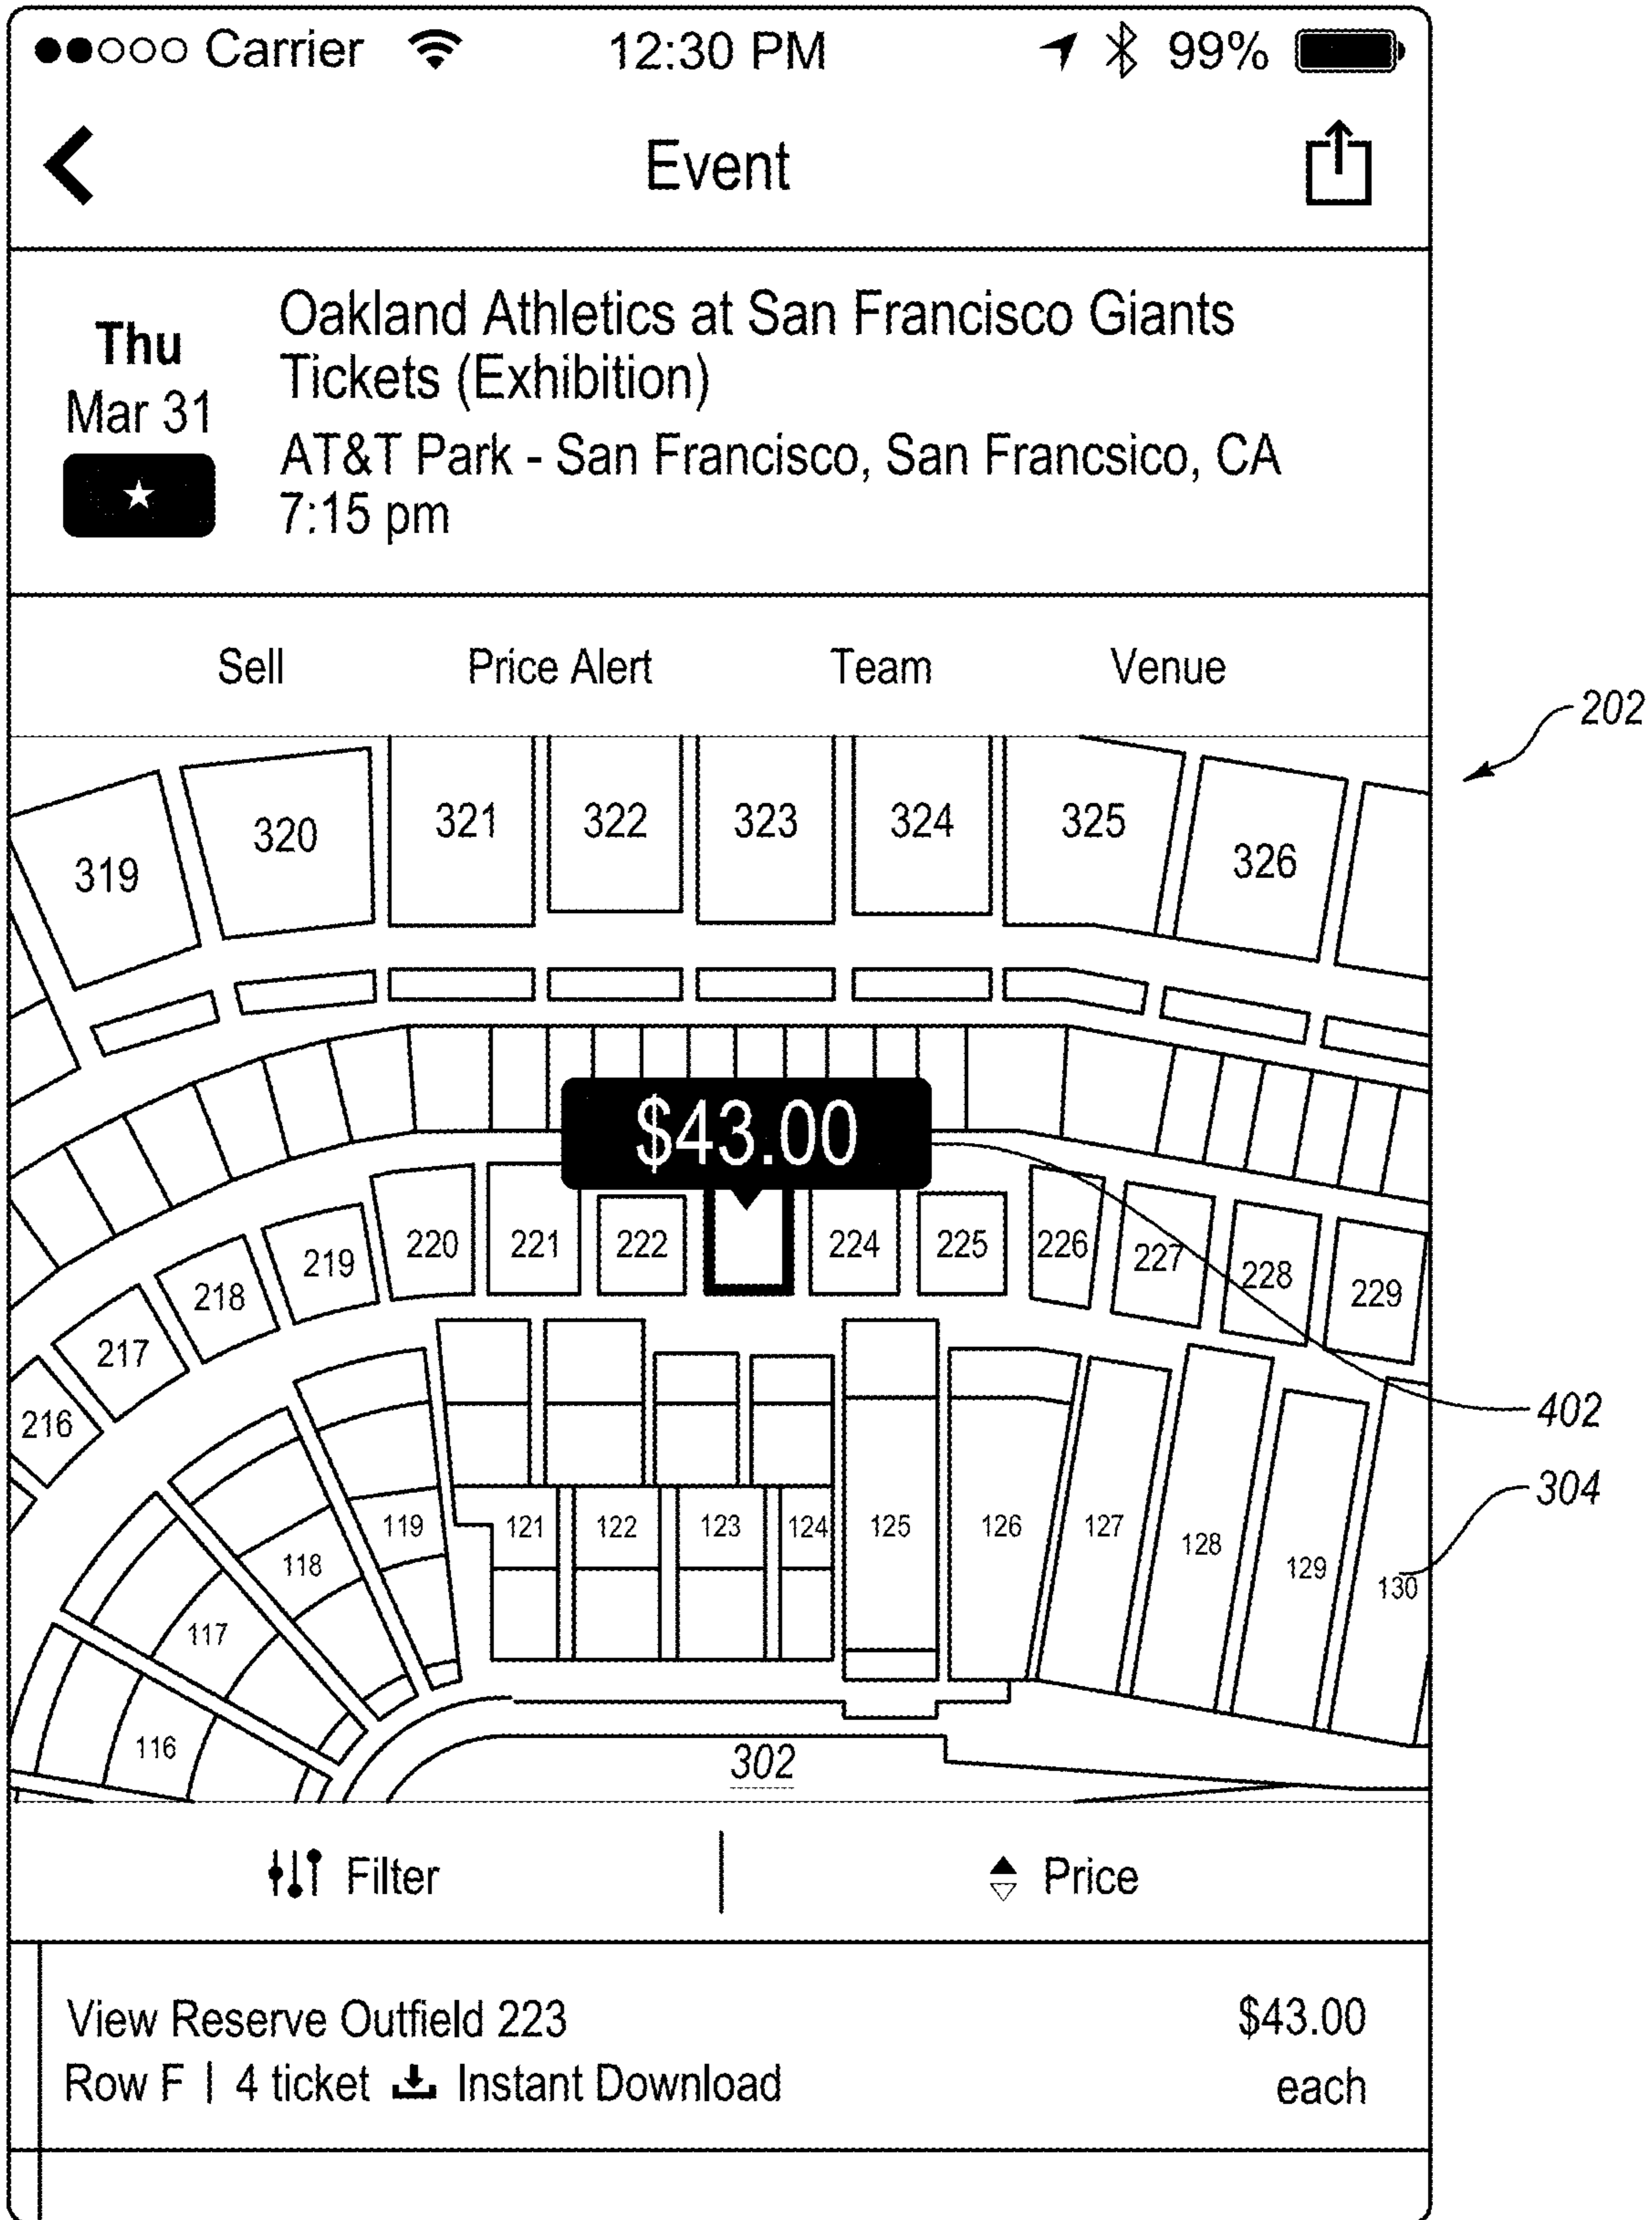 Carrier 12:30 PM 99%
Event
Thu
Mar 31
Oakland Athletics at San Francisco Giants
Tickets (Exhibition)
AT&T Park - San Francisco, San Francsico, CA
7:15 pm
Sell Price Alert Team Venue
202
319 320 321 322 323 324 325 326
$43.00
216 217 218 219 220 221 222 224 225 226 227 228 229
402
304
116 117 118 119 121 122 123 124 125 126 127 128 129 130
302
Filter | Price
View Reserve Outfield 223 $43.00
Row F | 4 ticket Instant Download each